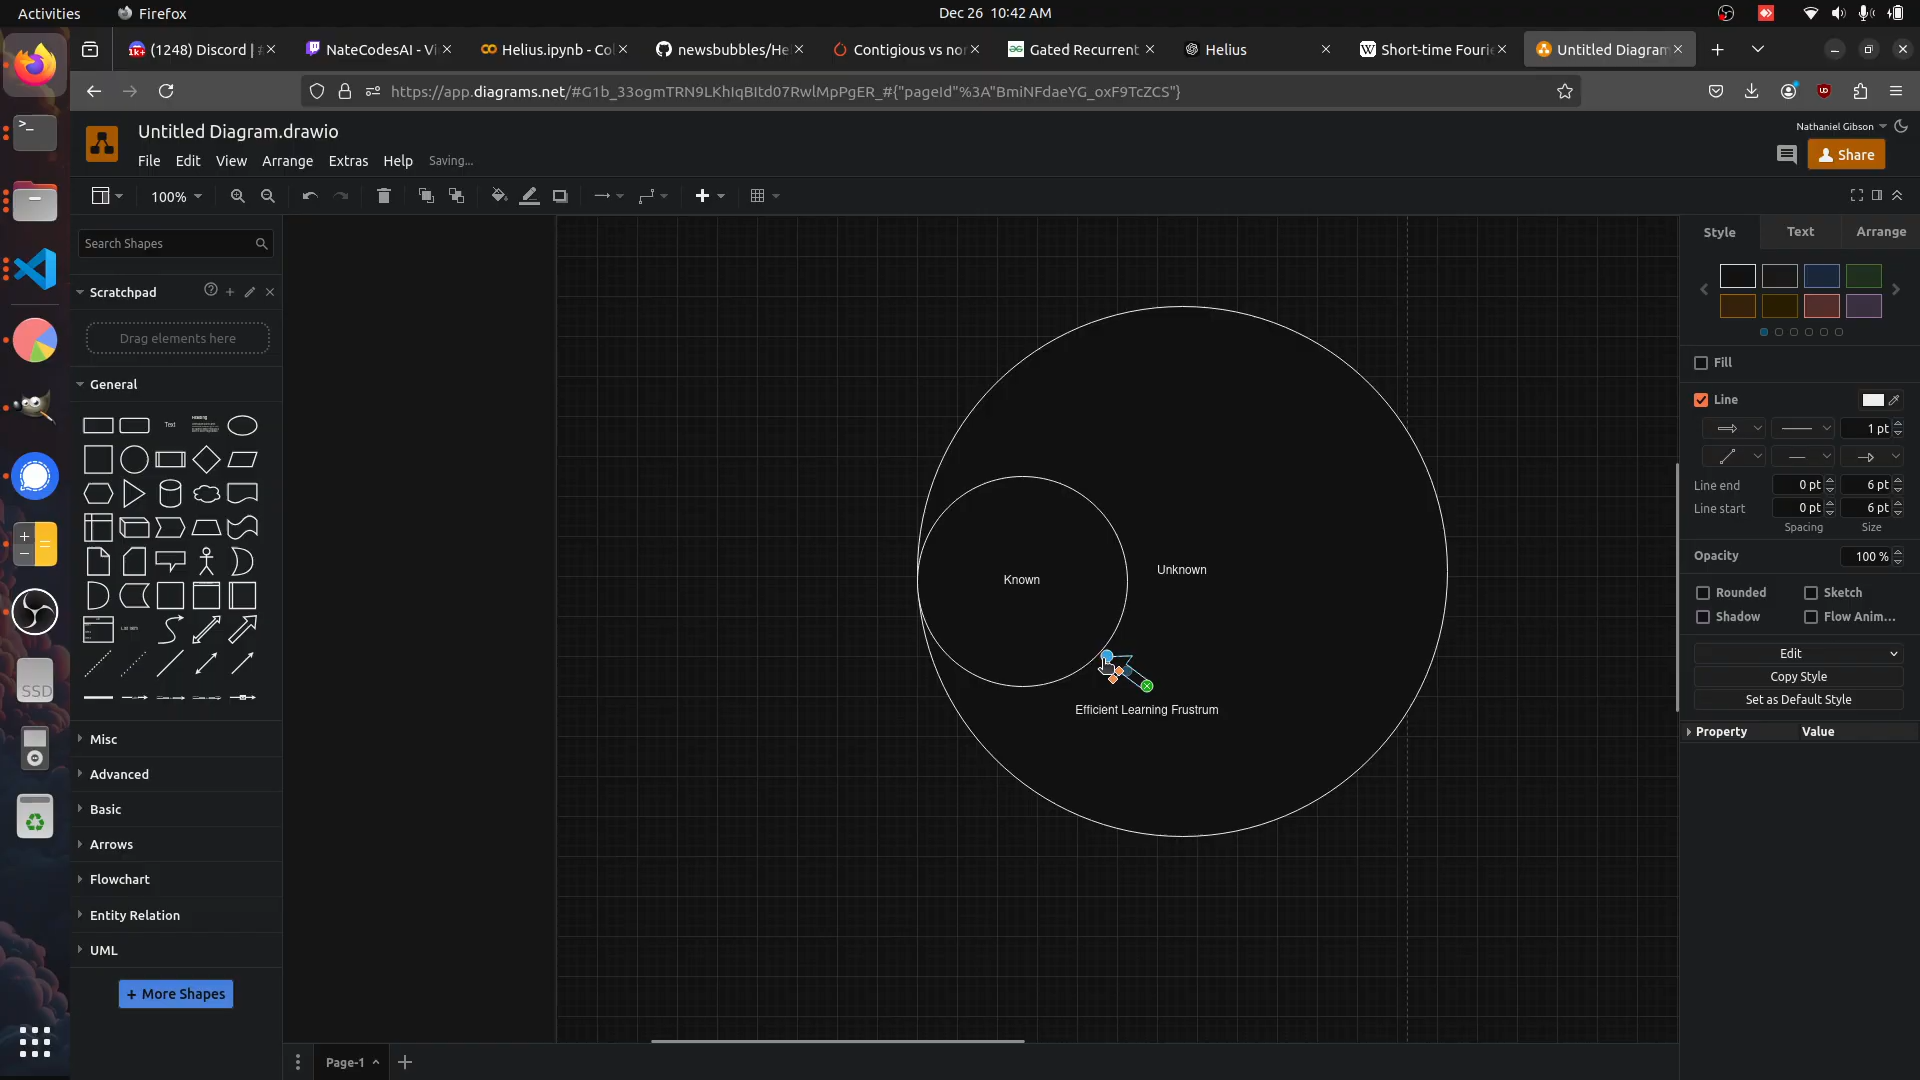 Activities
Firefox
Dec 26 10:42 AM
(1248) Discord |
NateCodesAI - Vi
Helius.ipynb - Co
newsbubbles/He
Contigious vs no
Gated Recurrent
Helius
Short-time Fouri
Untitled Diagram
https://app.diagrams.net/#G1b_33ogmTRN9LKhIqBItd07RwlMpPgER_#{"pageId"%3A"BmiNFdaeYG_oxF9TcZCS"}
Untitled Diagram.drawio
Nathaniel Gibson
File
Edit
View
Arrange
Extras
Help
Saving...
Share
100%
Search Shapes
Style
Text
Arrange
Scratchpad
Drag elements here
General
Text
Heading
List Item
Misc
Advanced
Basic
Arrows
Flowchart
Entity Relation
UML
+ More Shapes
SSD
Known
Unknown
Efficient Learning Frustrum
Fill
Line
1 pt
Line end
0 pt
6 pt
Line start
0 pt
6 pt
Spacing
Size
Opacity
100 %
Rounded
Sketch
Shadow
Flow Anim...
Edit
Copy Style
Set as Default Style
Property
Value
Page-1